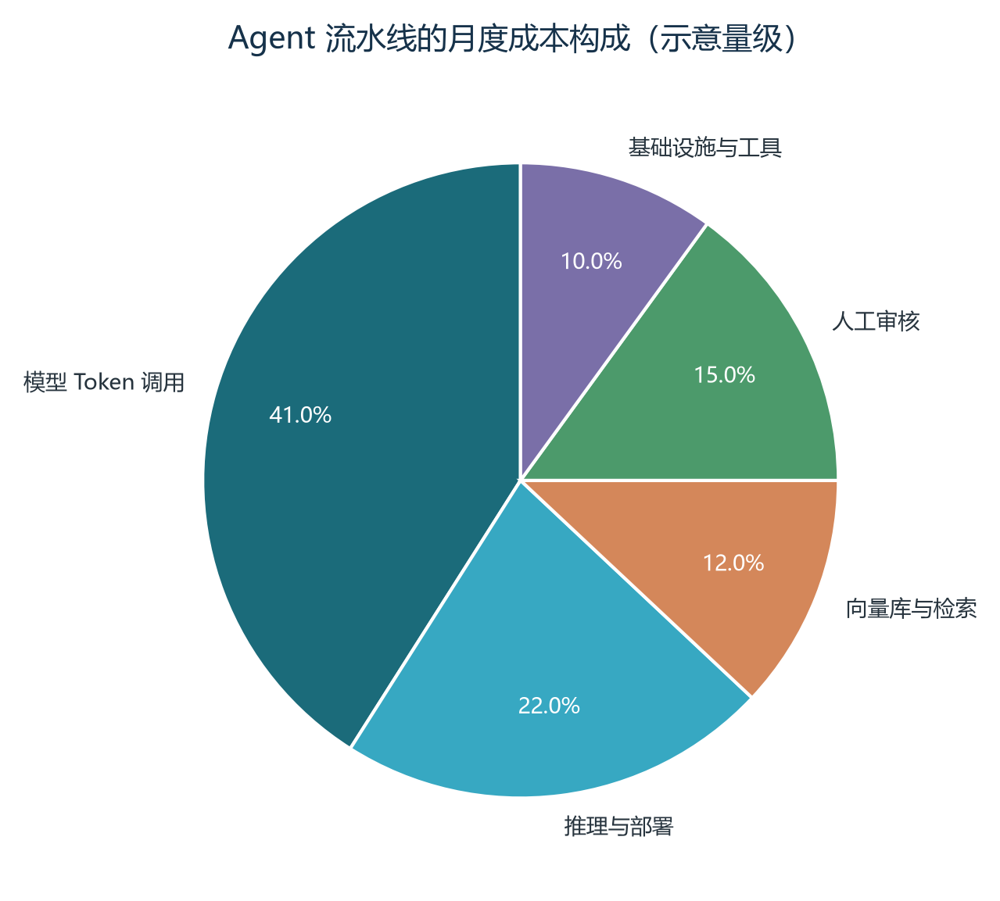 Agent 流水线的月度成本构成（示意量级）
基础设施与工具
10.0%
人工审核
15.0%
模型 Token 调用
41.0%
12.0%
向量库与检索
22.0%
推理与部署